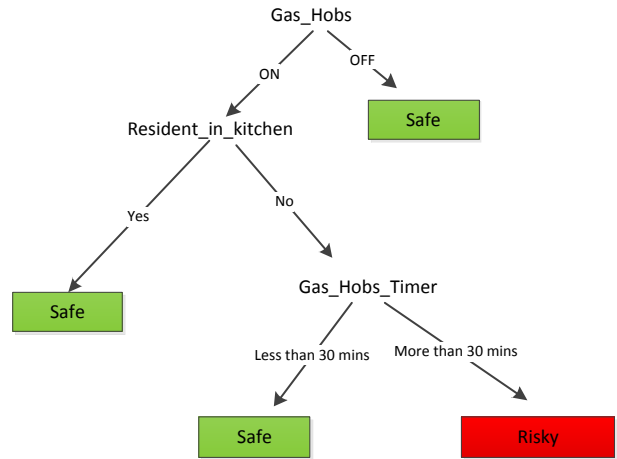 Gas_Hobs
ON
OFF
Safe
Resident_in_kitchen
Yes
No
Safe
Gas_Hobs_Timer
Less than 30 mins
More than 30 mins
Safe
Risky